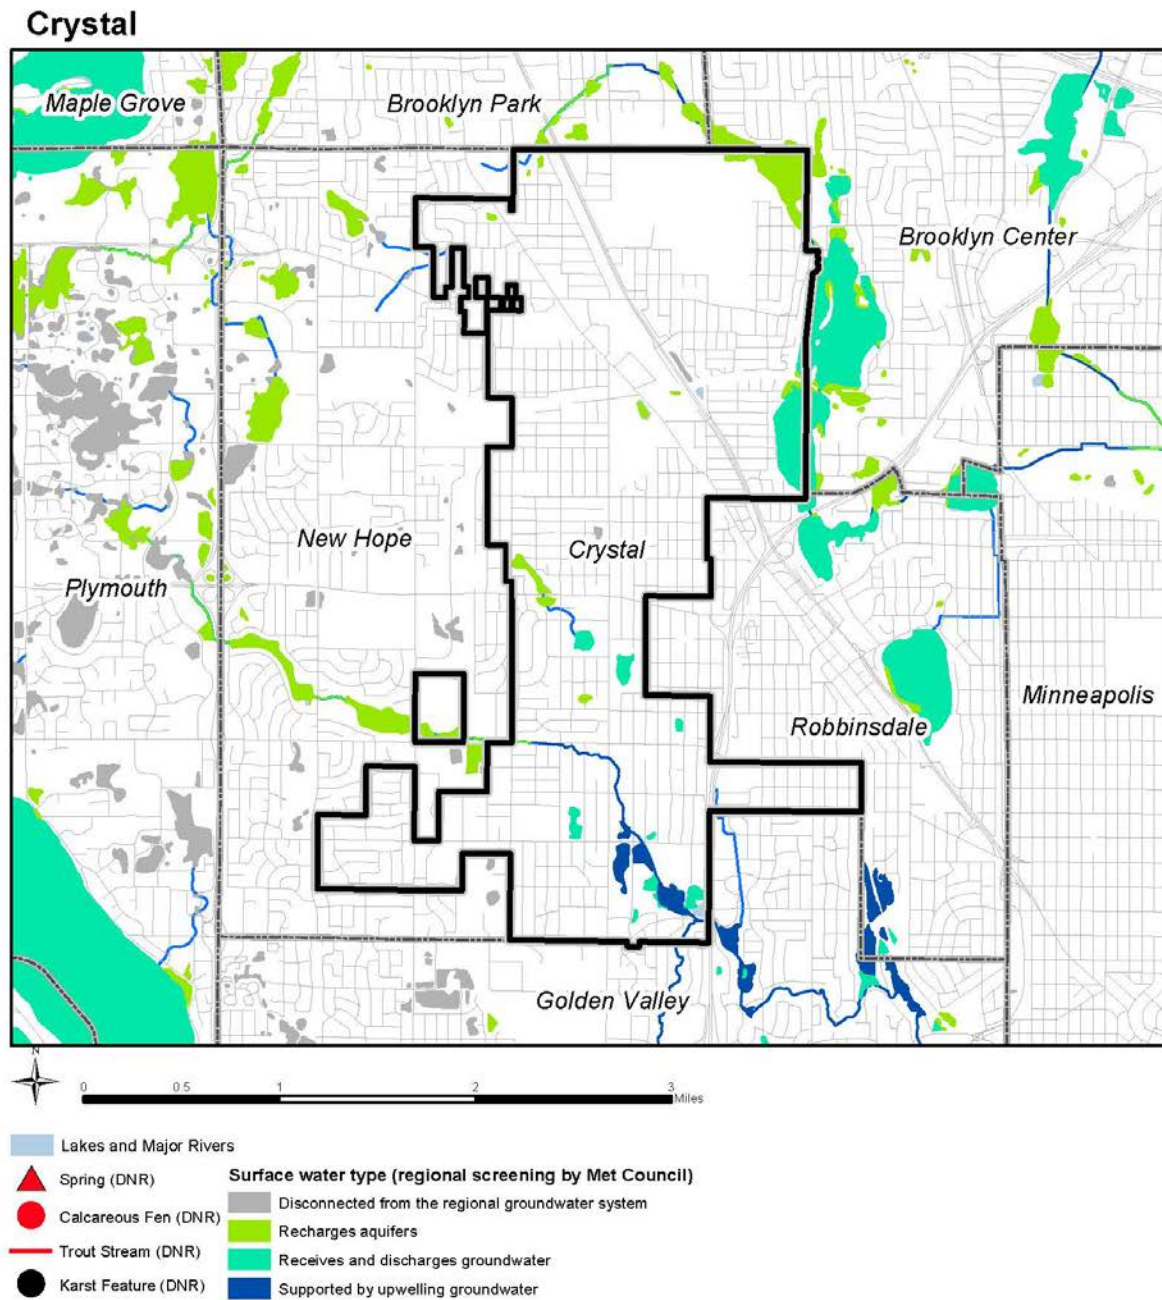 Crystal
Maple Grove
Brooklyn Park
Brooklyn Center
New Hope
Crystal
Plymouth
Minneapolis
Robbinsdale
Golden Valley
N
0 0 5 1 2 3
Miles
Lakes and Major Rivers
Spring (DNR)
Calcareous Fen (DNR)
Trout Stream (DNR)
Karst Feature (DNR)
Surface water type (regional screening by Met Council)
Disconnected from the regional groundwater system
Recharges aquifers
Receives and discharges groundwater
Supported by upwelling groundwater